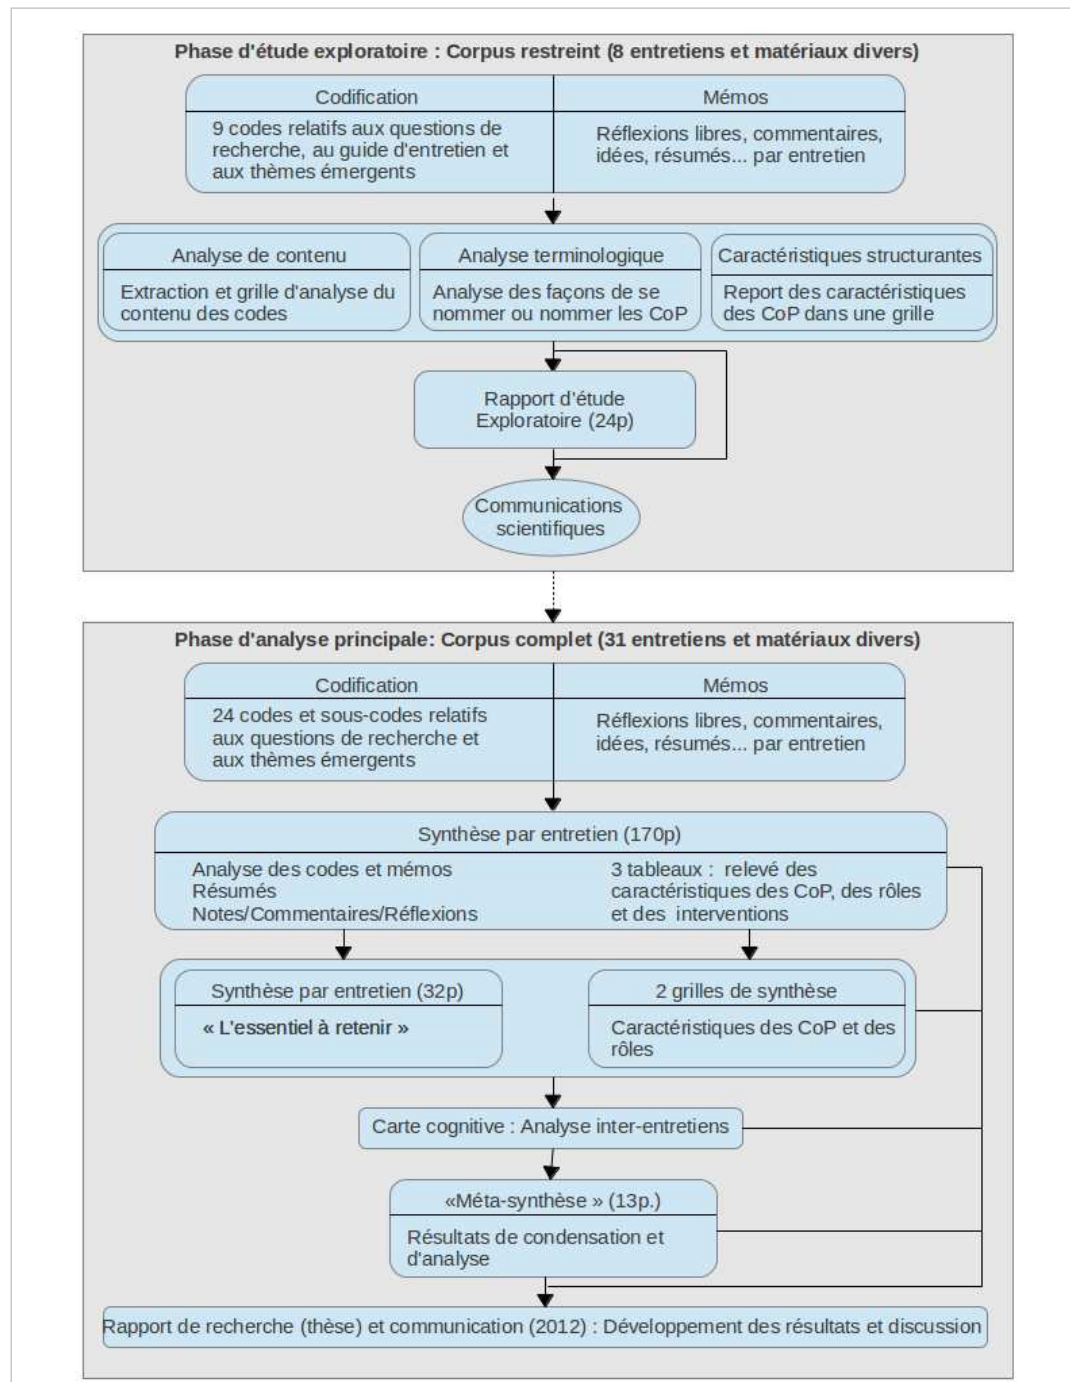 Phase d'étude exploratoire : Corpus restreint (8 entretiens et matériaux divers)
Codification
9 codes relatifs aux questions de
recherche, au guide d'entretien et
aux thèmes émergents
Mémos
Réflexions libres, commentaires,
idées, résumés... par entretien
Analyse de contenu
Extraction et grille d'analyse du
contenu des codes
Analyse terminologique
Analyse des façons de se
nommer ou nommer les CoP
Caractéristiques structurantes
Report des caractéristiques
des CoP dans une grille
Rapport d'étude
Exploratoire (24p)
Communications
scientifiques
Phase d'analyse principale: Corpus complet (31 entretiens et matériaux divers)
Codification
24 codes et sous-codes relatifs
aux questions de recherche et
aux thèmes émergents
Mémos
Réflexions libres, commentaires,
idées, résumés... par entretien
Synthèse par entretien (170p)
Analyse des codes et mémos
Résumés
Notes/Commentaires/Réflexions
3 tableaux : relevé des
caractéristiques des CoP, des rôles
et des interventions
Synthèse par entretien (32p)
« L'essentiel à retenir »
2 grilles de synthèse
Caractéristiques des CoP et des
rôles
Carte cognitive : Analyse inter-entretiens
«Méta-synthèse » (13p.)
Résultats de condensation et
d'analyse
Rapport de recherche (thèse) et communication (2012) : Développement des résultats et discussion